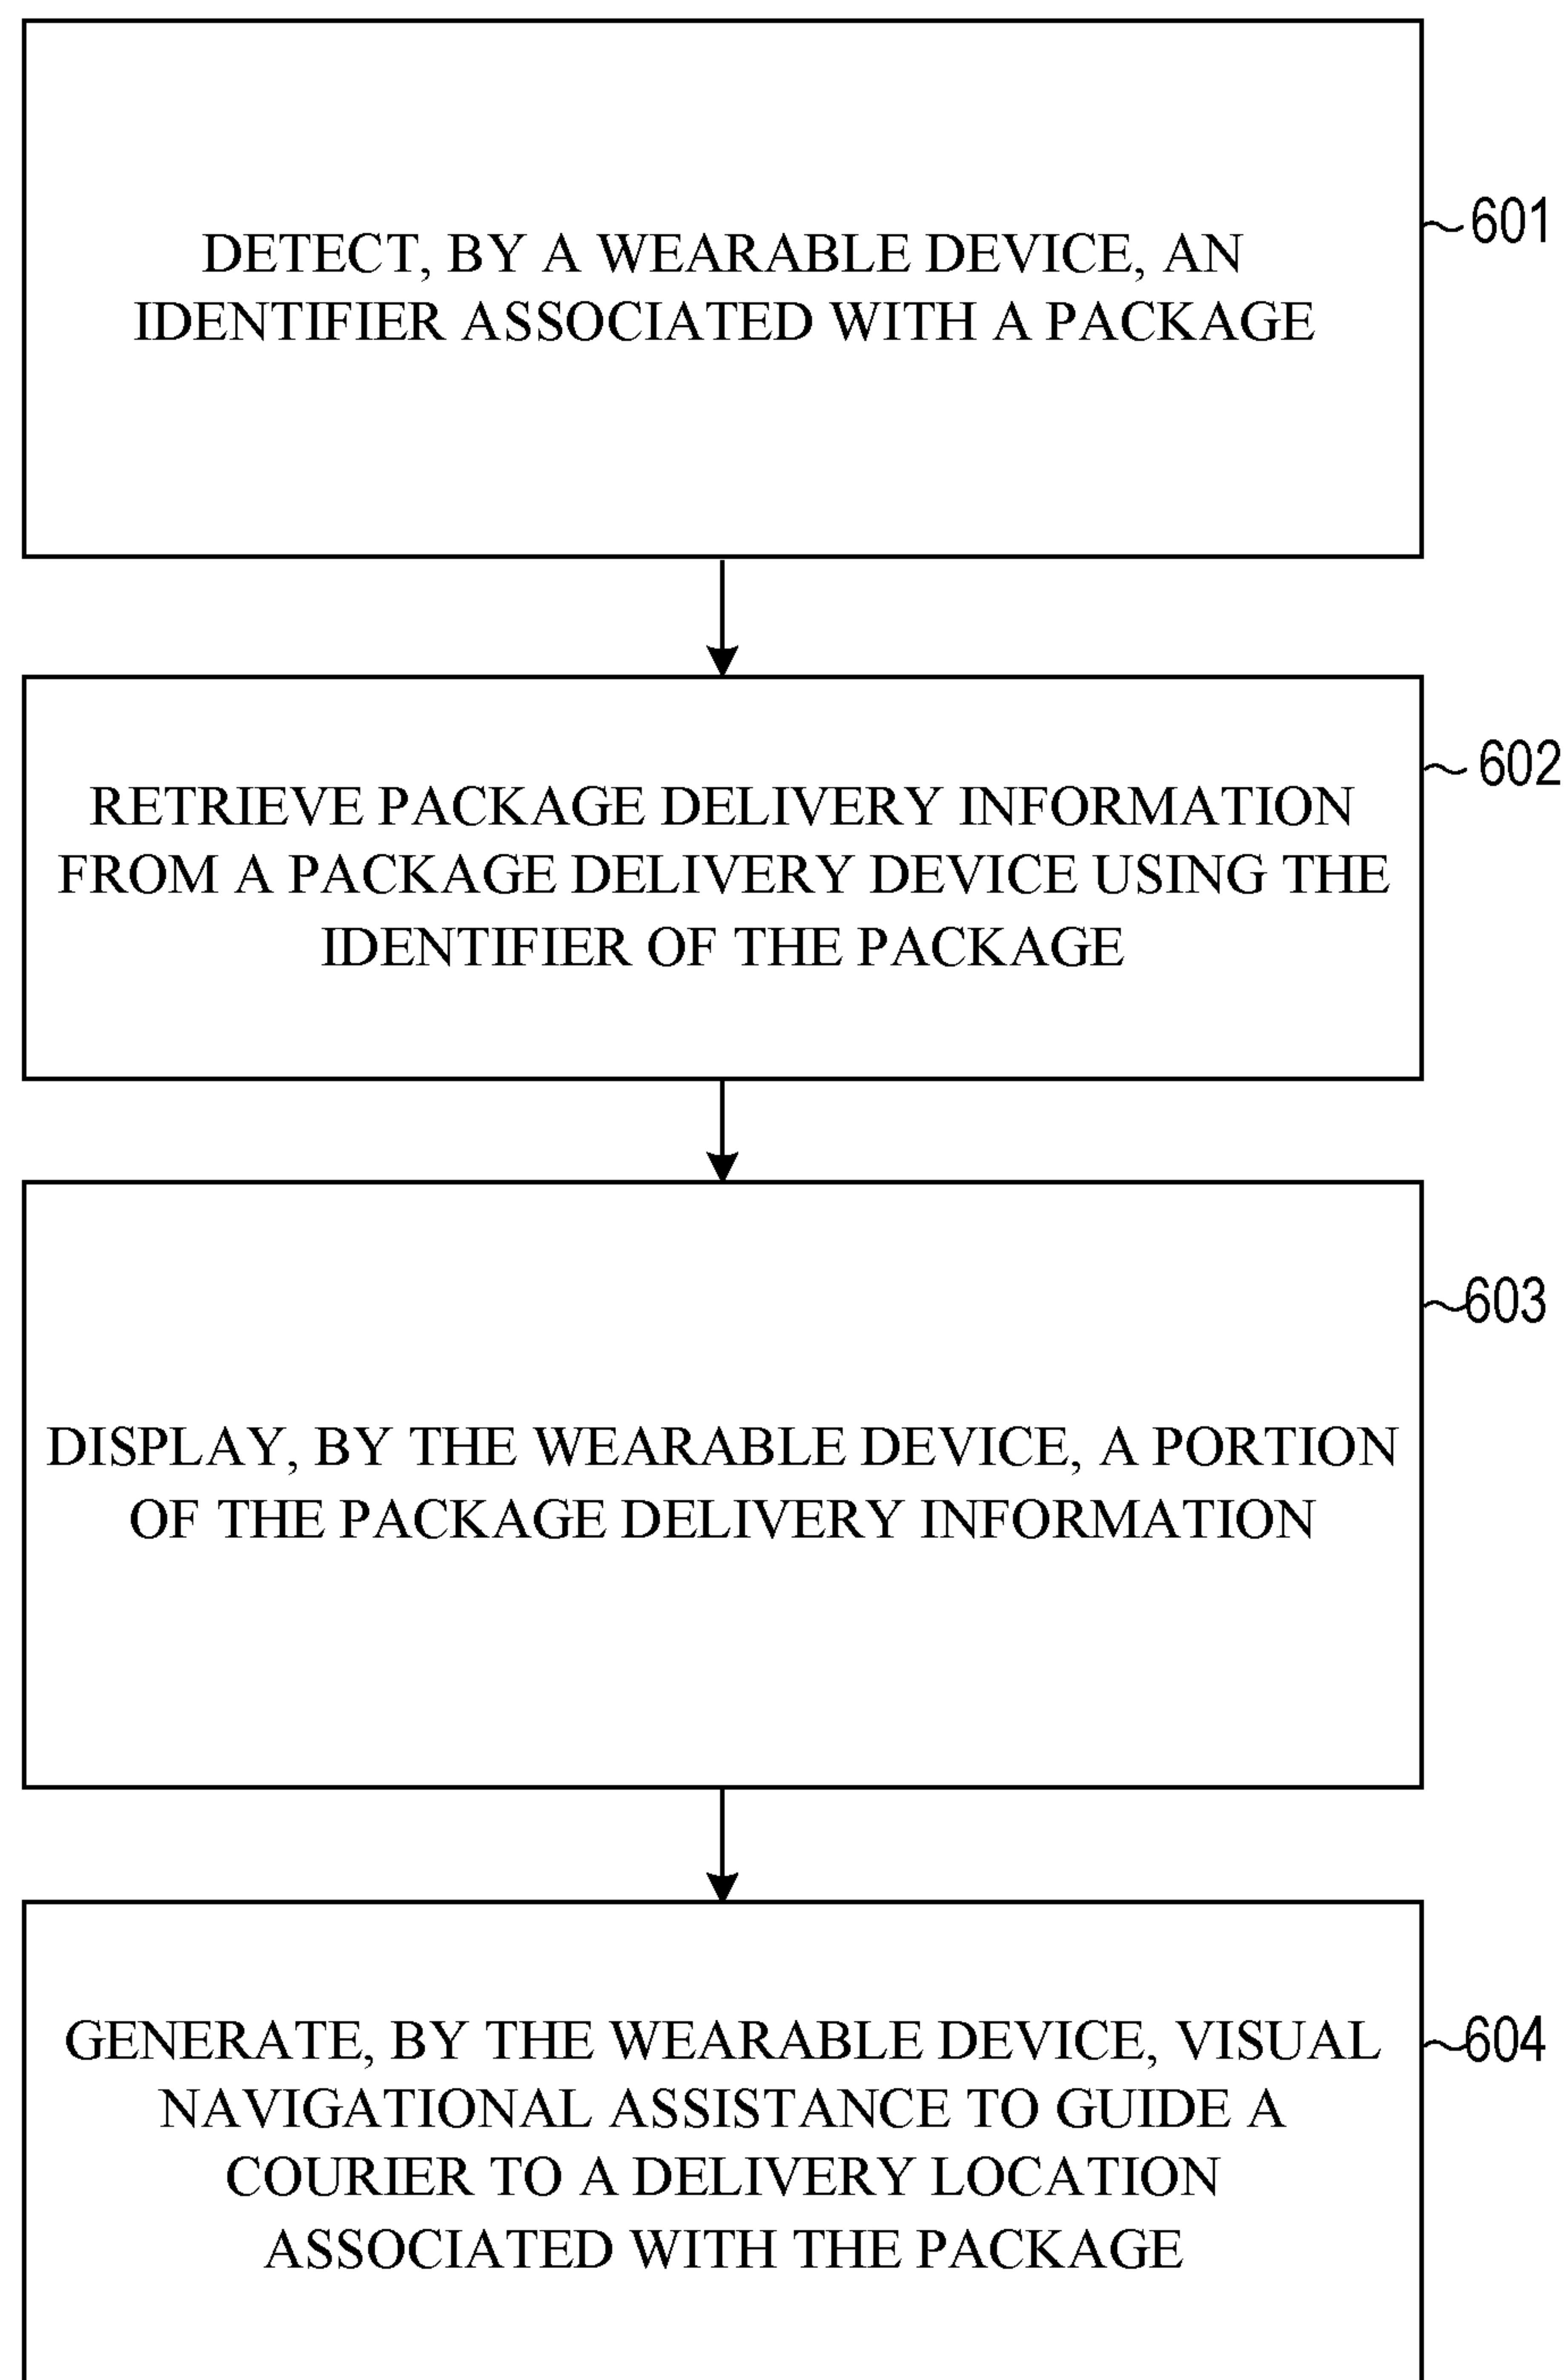 DETECT, BY A WEARABLE DEVICE, AN
IDENTIFIER ASSOCIATED WITH A PACKAGE
601
RETRIEVE PACKAGE DELIVERY INFORMATION
FROM A PACKAGE DELIVERY DEVICE USING THE
IDENTIFIER OF THE PACKAGE
602
DISPLAY, BY THE WEARABLE DEVICE, A PORTION
OF THE PACKAGE DELIVERY INFORMATION
603
GENERATE, BY THE WEARABLE DEVICE, VISUAL
NAVIGATIONAL ASSISTANCE TO GUIDE A
COURIER TO A DELIVERY LOCATION
ASSOCIATED WITH THE PACKAGE
604